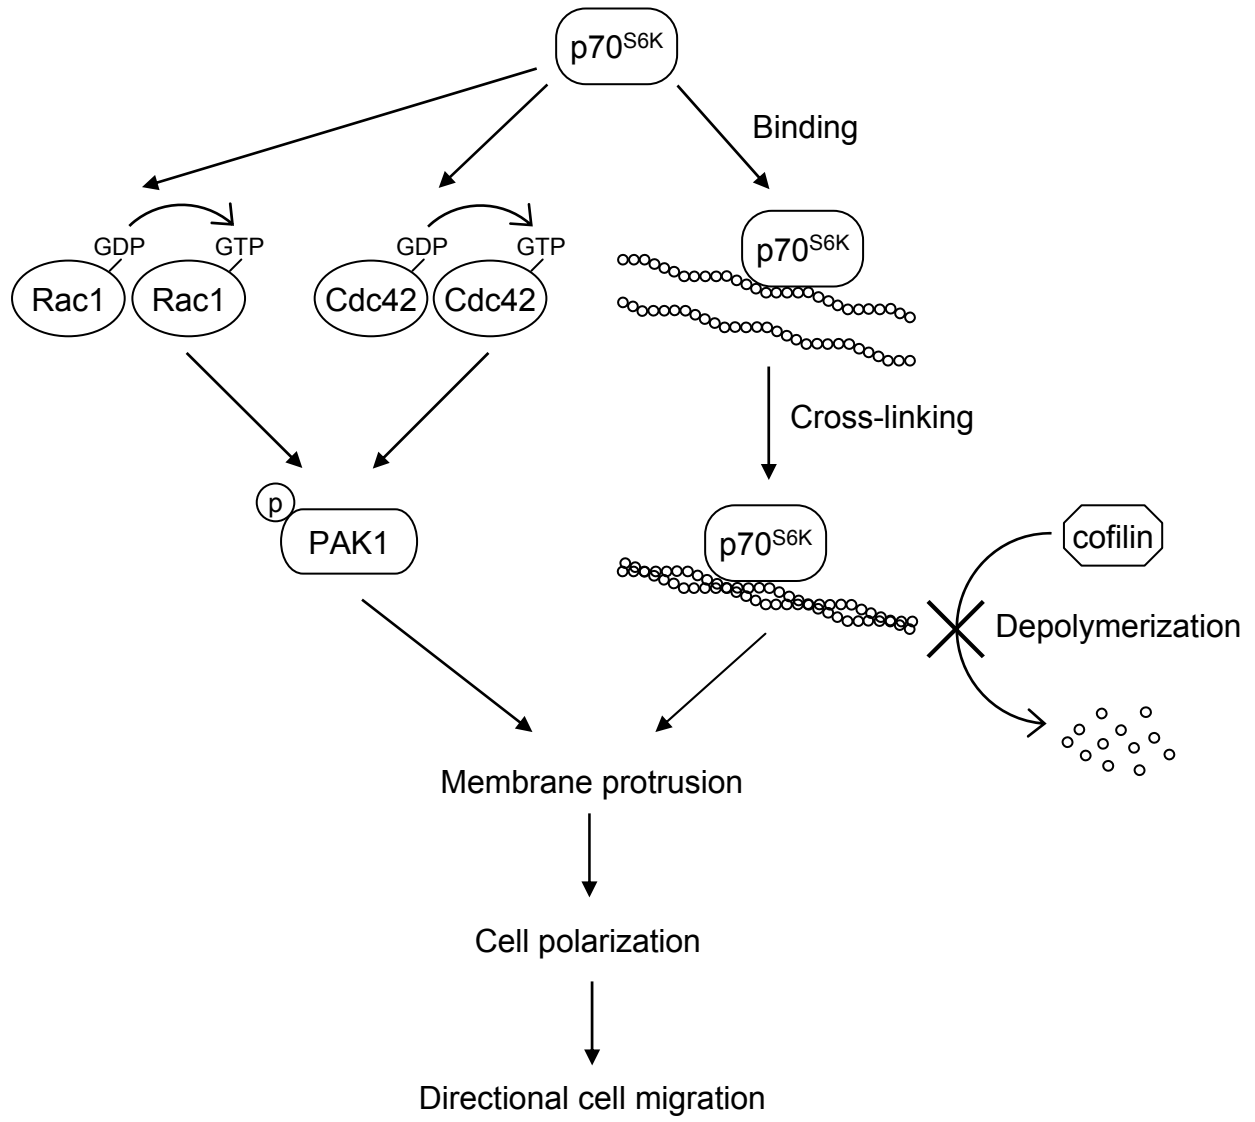 p70S6K
Binding
GDP GTP GDP GTP
p70S6K
Rac1 Rac1 Cdc42 Cdc42
Cross-linking
p
PAK1
p70S6K
cofilin
Depolymerization
Membrane protrusion
Cell polarization
Directional cell migration